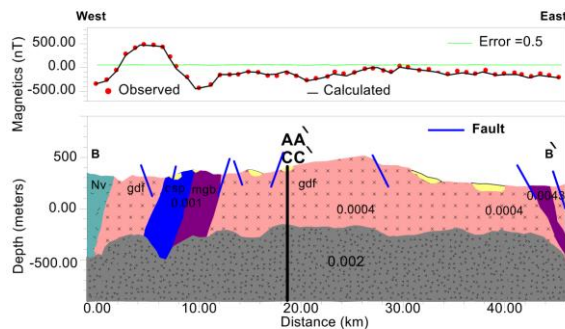 West
East
500.00
0.00
-500.00
Magnetics (nT)
Error =0.5
Observed
Calculated
AA`
CC`
Fault
B
B`
500
0.00
-500.00
Depth (meters)
Nv
gdf
mgb
0.001
gdf
0.0004
0.0004
0.0043
0.002
0.00
10.00
20.00
30.00
40.00
Distance (km)